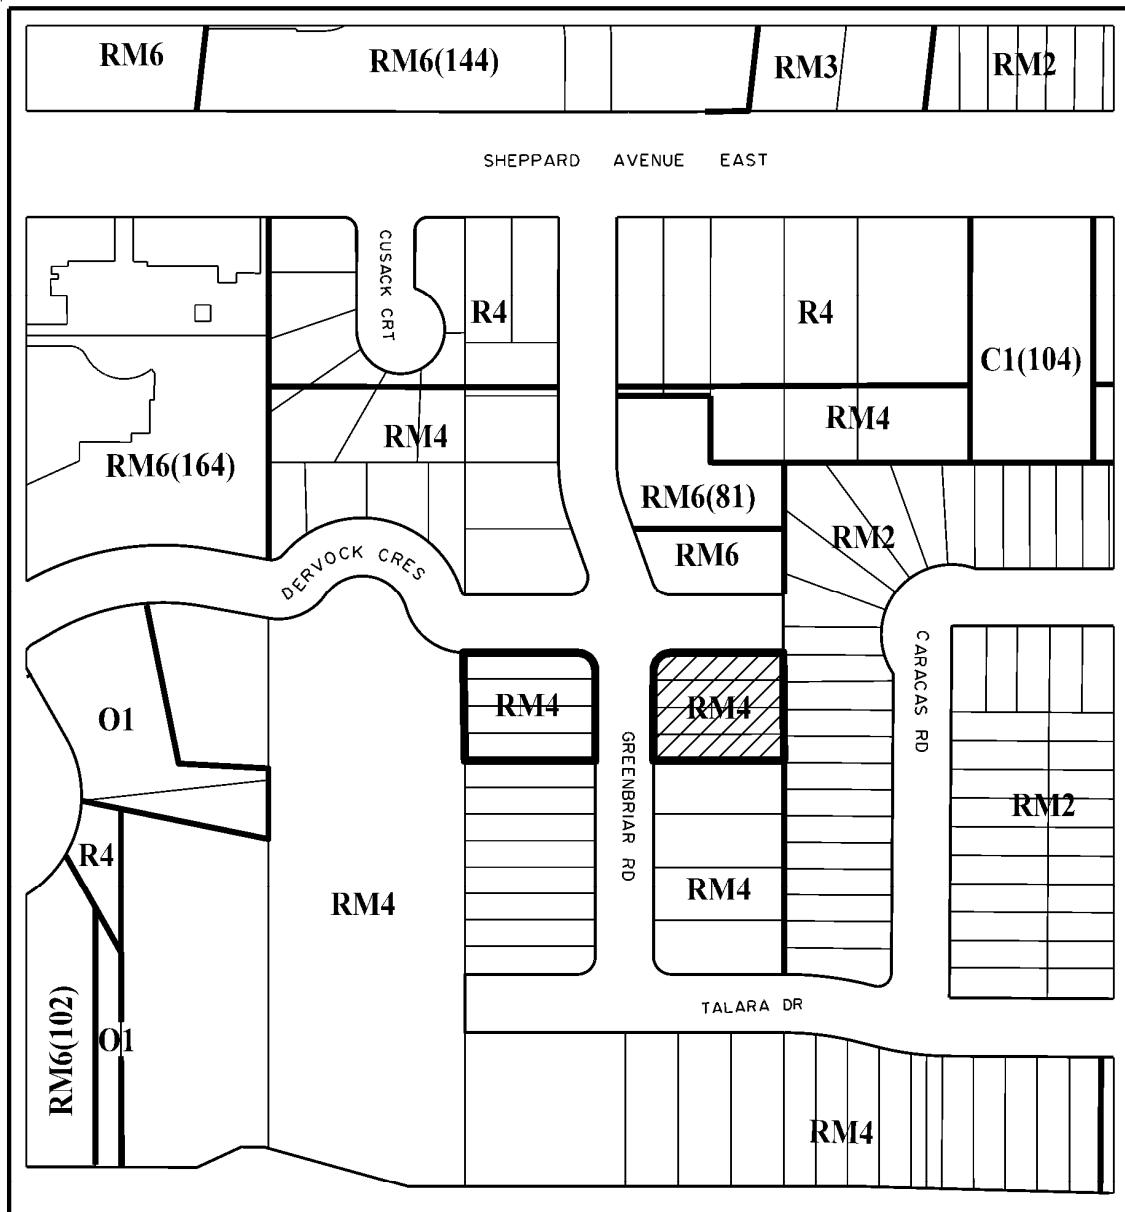 RM6
RM6(144)
RM3
RM2
SHEPPARD AVENUE EAST
CUSACK CRT
R4
R4
C1(104)
RM4
RM4
RM6(164)
RM6(81)
RM2
RM6
DERVOCK CRES
CARACAS RD
RM4
RM4
O1
GREENBRIAR RD
RM2
R4
RM4
RM4
TALARA DR
RM6(102)
O1
RM4